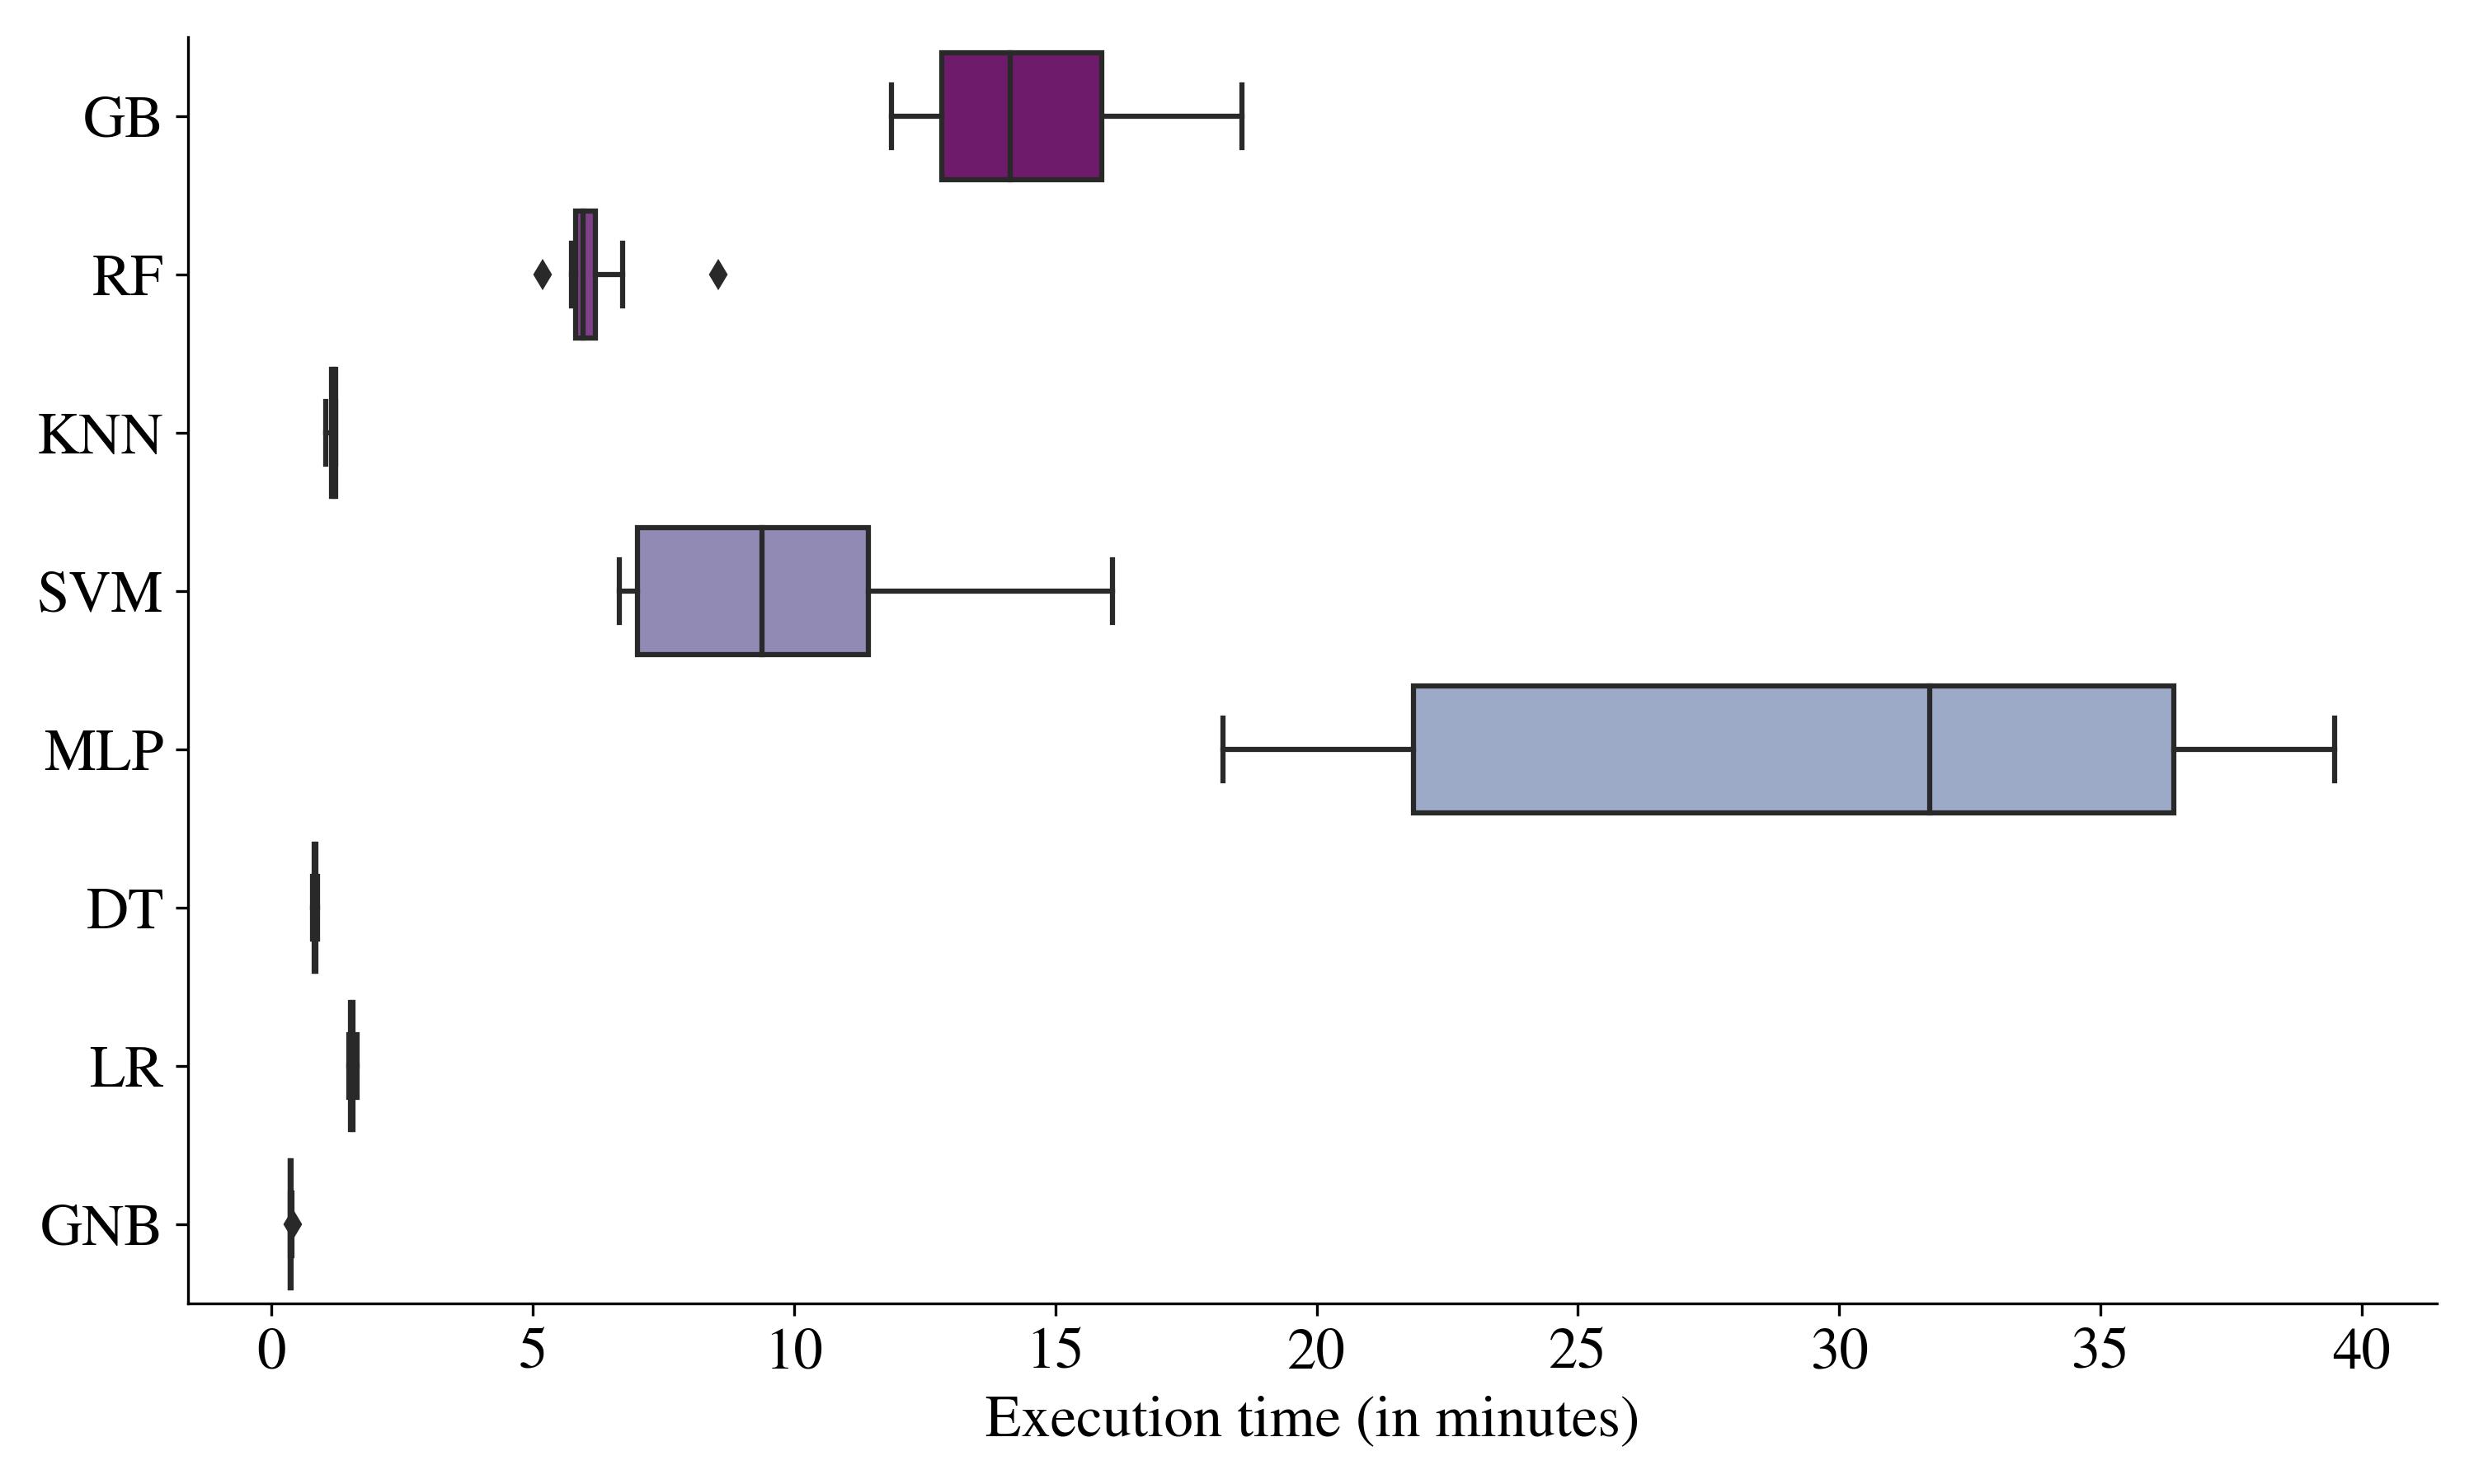 GB
RF
KNN
SVM
MLP
DT
LR
GNB
0 5 10 15 20 25 30 35 40
Execution time (in minutes)